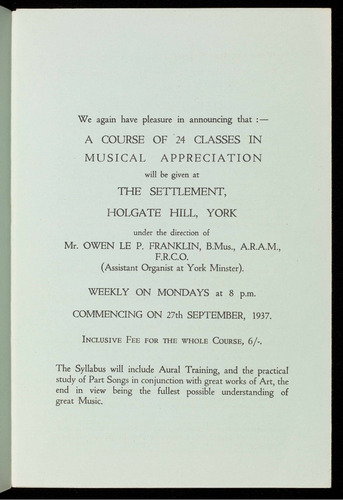 We again have pleasure in announcing that :—
A COURSE OF 24 CLASSES IN
MUSICAL APPRECIATION
will be given at
THE SETTLEMENT,
HOLGATE HILL, YORK
under the direction of
Mr. OWEN LE P. FRANKLIN, B.Mus., A.R.A.M.,
F.R.C.O.
(Assistant Organist at York Minster).
WEEKLY ON MONDAYS at 8 p.m.
COMMENCING ON 27th SEPTEMBER, 1937.
INCLUSIVE FEE FOR THE WHOLE COURSE, 6/-.
The Syllabus will include Aural Training, and the practical
study of Part Songs in conjunction with great works of Art, the
end in view being the fullest possible understanding of
great Music.